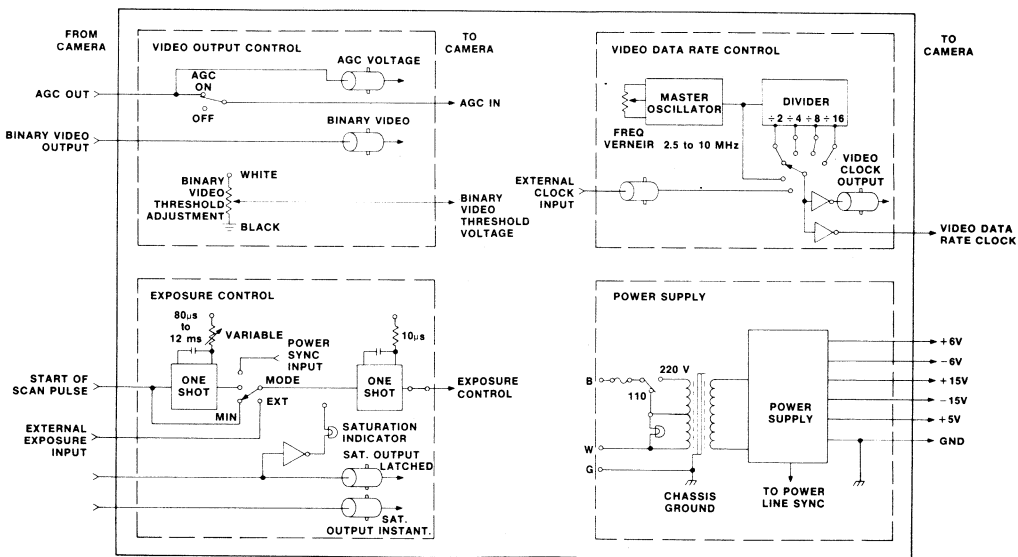 FROM
CAMERA
TO
CAMERA
TO
CAMERA
VIDEO OUTPUT CONTROL
AGC VOLTAGE
AGC
ON
AGC OUT
AGC IN
OFF
BINARY VIDEO
BINARY VIDEO
OUTPUT
WHITE
BINARY
VIDEO
THRESHOLD
ADJUSTMENT
BLACK
BINARY
VIDEO
THRESHOLD
VOLTAGE
VIDEO DATA RATE CONTROL
MASTER
OSCILLATOR
DIVIDER
÷2 ÷4 ÷8 ÷16
FREQ
VERNEIR
2.5 to 10 MHz
VIDEO
CLOCK
OUTPUT
EXTERNAL
CLOCK
INPUT
VIDEO DATA
RATE CLOCK
EXPOSURE CONTROL
80µs
to
12 ms
VARIABLE
10µs
POWER
SYNC
INPUT
START OF
SCAN PULSE
ONE
SHOT
MODE
ONE
SHOT
EXPOSURE
CONTROL
MIN
EXT
EXTERNAL
EXPOSURE
INPUT
SATURATION
INDICATOR
SAT. OUTPUT
LATCHED
SAT.
OUTPUT INSTANT.
POWER SUPPLY
B
110
220 V
W
G
CHASSIS
GROUND
POWER
SUPPLY
TO POWER
LINE SYNC
+6V
−6V
+15V
−15V
+5V
GND